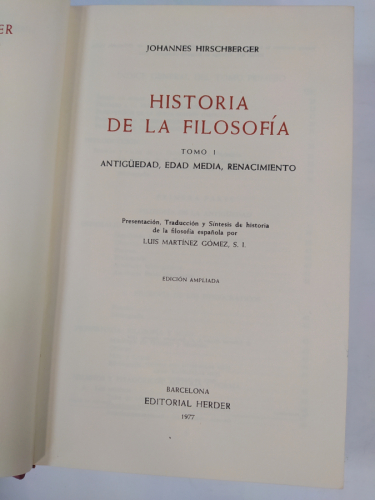 ER
JOHANNES HIRSCHBERGER
HISTORIA
DE LA FILOSOFÍA
TOMO I
ANTIGÜEDAD, EDAD MEDIA, RENACIMIENTO
Presentación, Traducción y Síntesis de historia
de la filosofía española por
LUIS MARTÍNEZ GÓMEZ, S. I.
EDICIÓN AMPLIADA
BARCELONA
EDITORIAL HERDER
1977